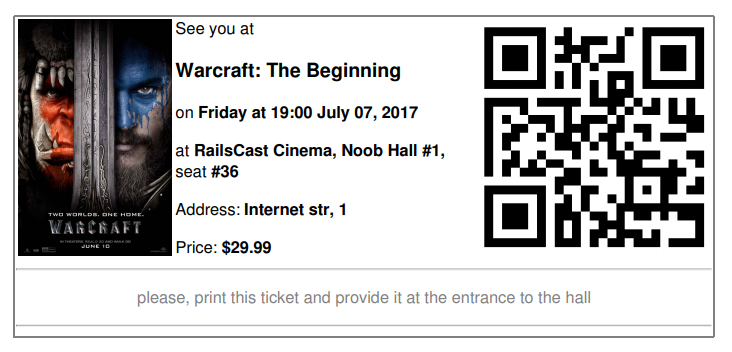 See you at
Warcraft: The Beginning
on Friday at 19:00 July 07, 2017
at RailsCast Cinema, Noob Hall #1,
seat #36
Address: Internet str, 1
Price: $29.99
TWO WORLDS. ONE HOME.
WARCRAFT
IN THEATERS, REAL D 3D AND IMAX 3D
JUNE 10
please, print this ticket and provide it at the entrance to the hall